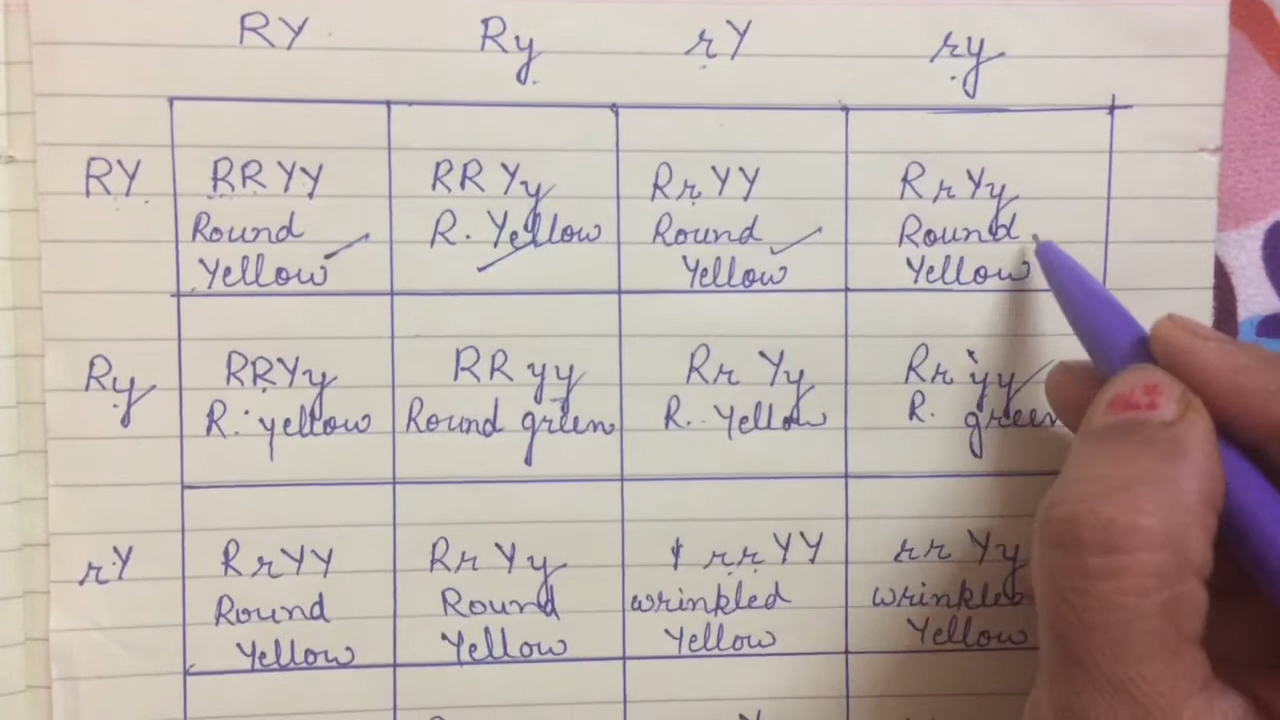 RY Ry rY ry
RY RRYY RRYy RrYY RrYy
Round R. Yellow Round Round
Yellow Yellow Yellow
Ry RRYy RRyy RrYy Rryy
R. yellow Round green R. Yellow R. green
rY RrYY RrYy rrYY rrYy
Round Round wrinkled wrinkled
Yellow Yellow Yellow Yellow